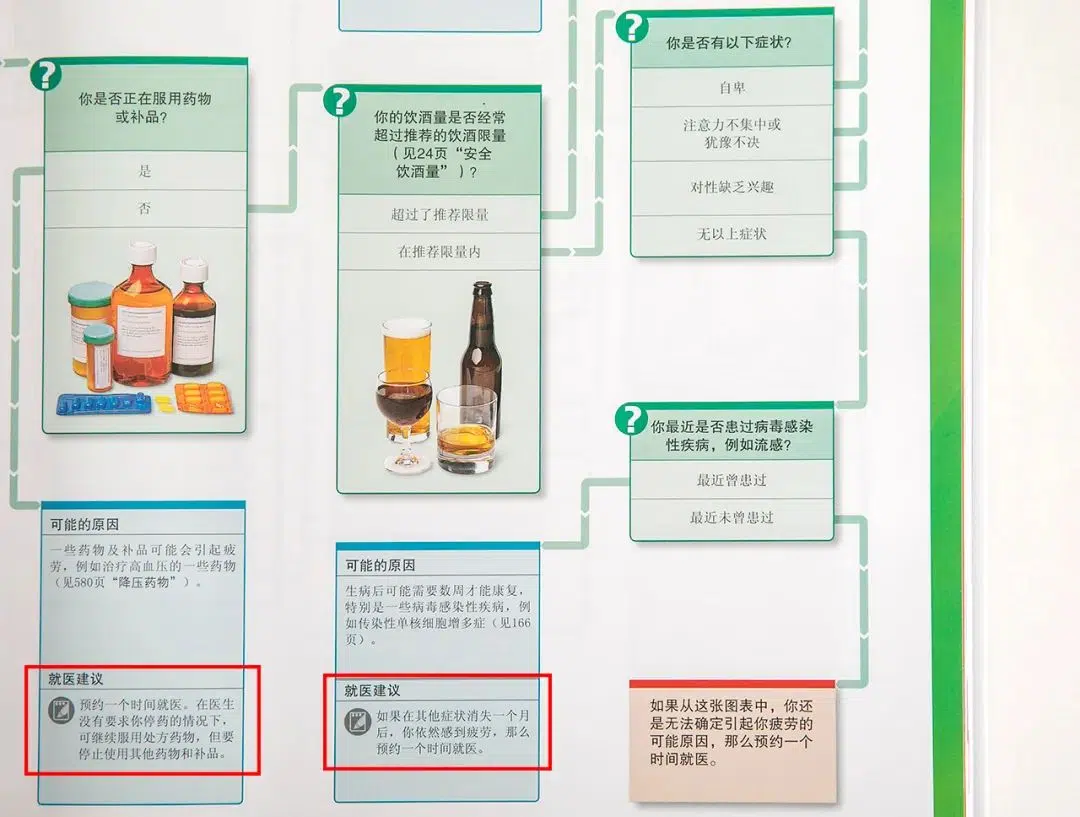 ?
你是否正在服用药物
或补品?
是
否
可能的原因
一些药物及补品可能会引起疲
劳，例如治疗高血压的一些药物
（见580页“降压药物”）。
就医建议
预约一个时间就医。在医生
没有要求你停药的情况下，
可继续服用处方药物，但要
停止使用其他药物和补品。
?
你的饮酒量是否经常
超过推荐的饮酒限量
（见24页“安全
饮酒量”）?
超过了推荐限量
在推荐限量内
可能的原因
生病后可能需要数周才能康复，
特别是一些病毒感染性疾病，例
如传染性单核细胞增多症（见166
页）。
就医建议
如果在其他症状消失一个月
后，你依然感到疲劳，那么
预约一个时间就医。
?
你是否有以下症状?
自卑
注意力不集中或
犹豫不决
对性缺乏兴趣
无以上症状
?
你最近是否患过病毒感染
性疾病，例如流感?
最近曾患过
最近未曾患过
如果从这张图表中，你还
是无法确定引起你疲劳的
可能原因，那么预约一个
时间就医。